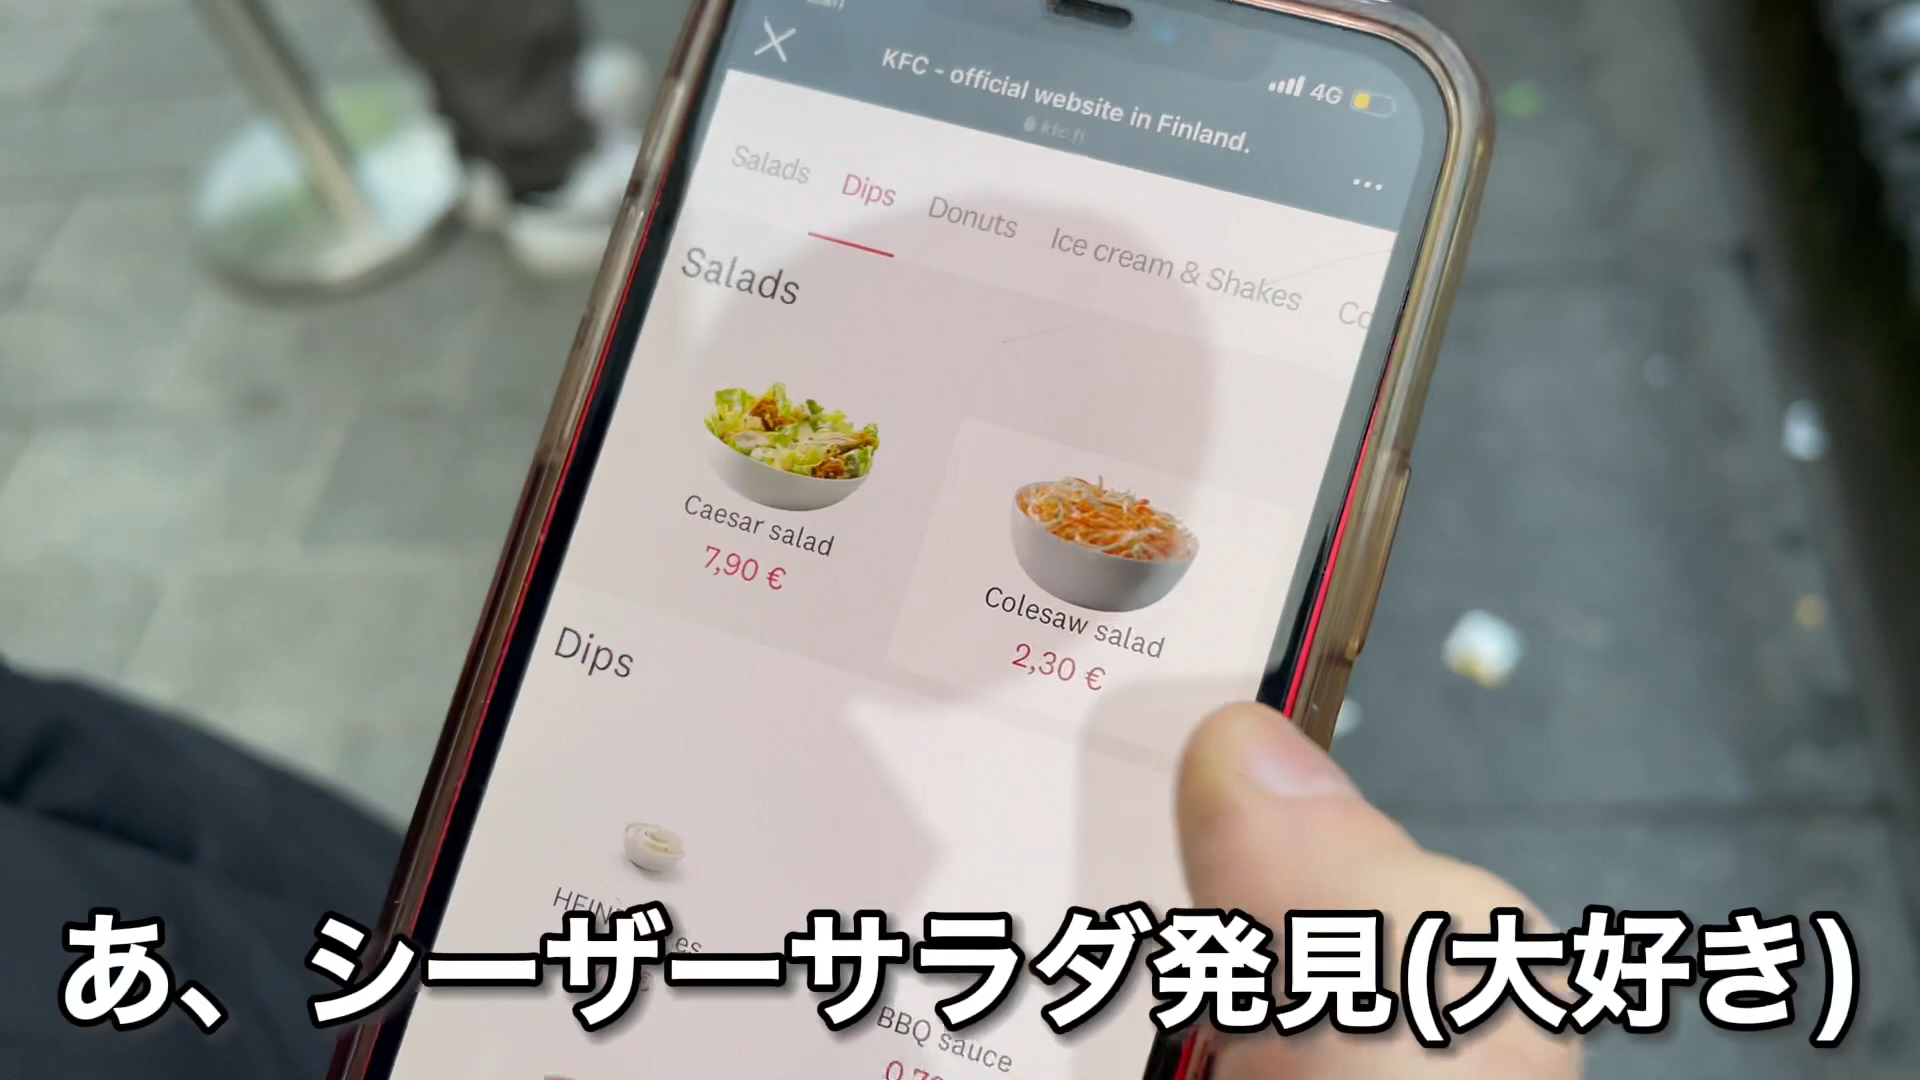 KFC - official website in Finland.
4G
kfc.fi
Salads Dips Donuts Ice cream & Shakes
Salads
Caesar salad
7,90 €
Colesaw salad
2,30 €
Dips
BBQ sauce
あ、シーザーサラダ発見(大好き)